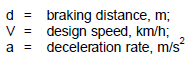 d = braking distance, m;
V = design speed, km/h;
a = deceleration rate, m/s²